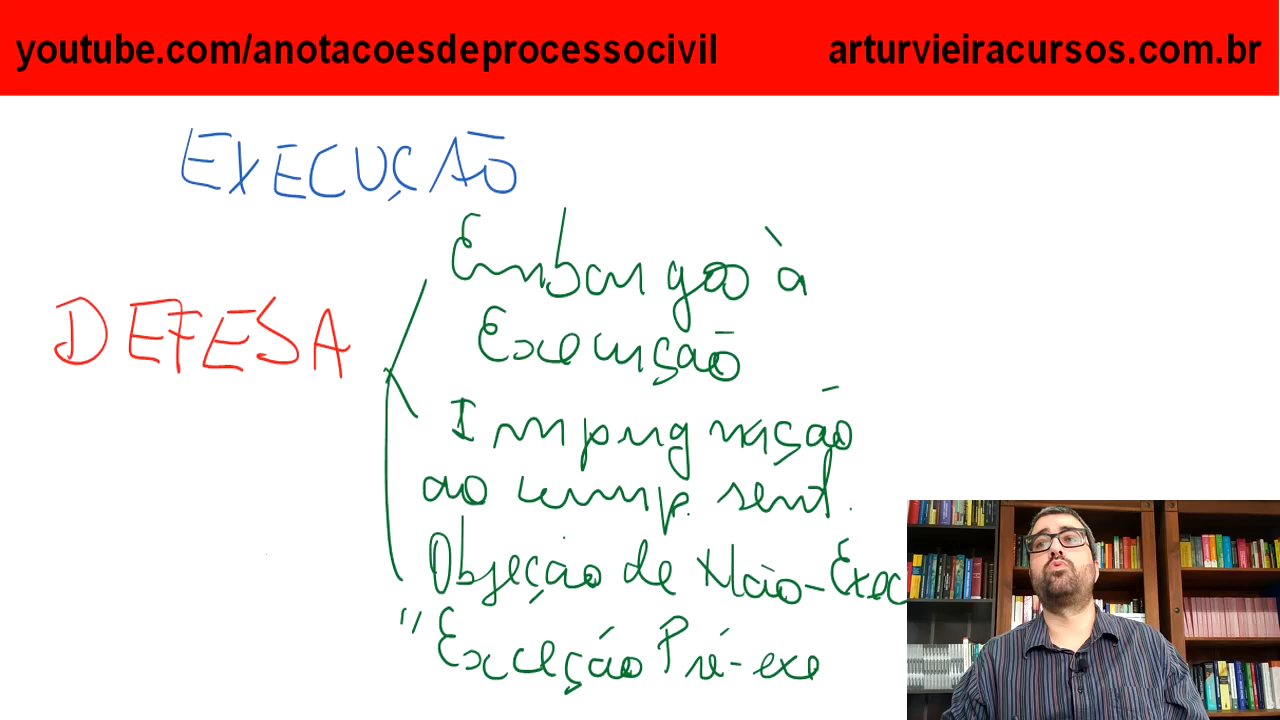 youtube.com/anotacoesdeprocessocivil arturvieiracursos.com.br
EXECUÇÃO
Embargos à
Execução
DEFESA
Impugnação
ao cump. sent.
Objeção de Não-Exec
"Exceção Pré-exe